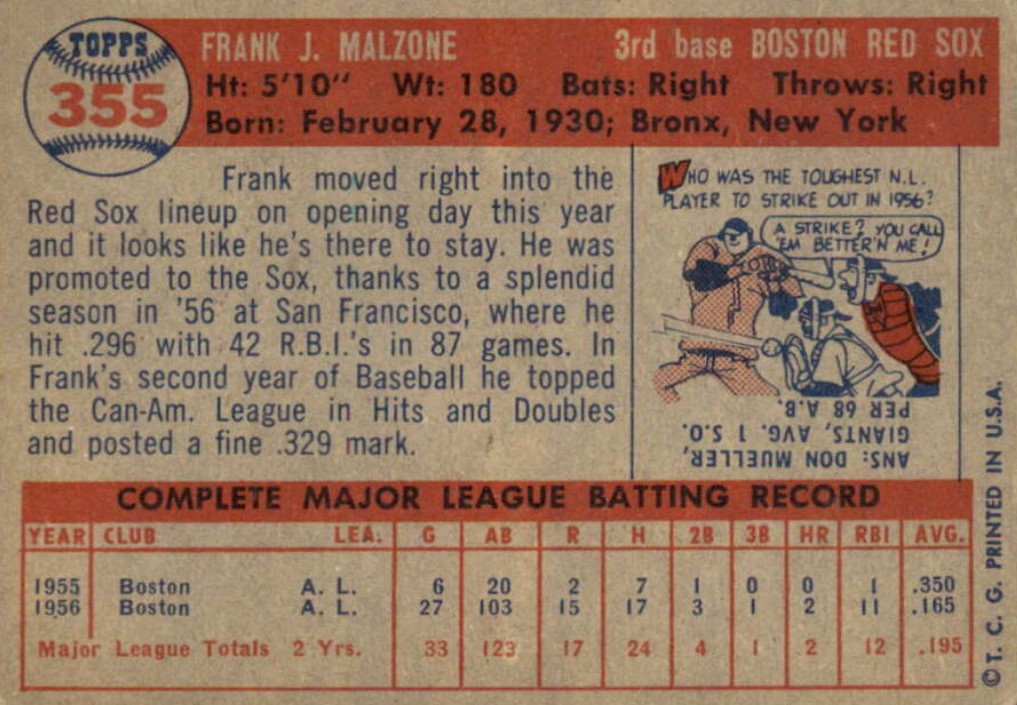 TOPPS
355
FRANK J. MALZONE 3rd base BOSTON RED SOX
Ht: 5'10" Wt: 180 Bats: Right Throws: Right
Born: February 28, 1930; Bronx, New York
Frank moved right into the
Red Sox lineup on opening day this year
and it looks like he's there to stay. He was
promoted to the Sox, thanks to a splendid
season in '56 at San Francisco, where he
hit .296 with 42 R.B.I.'s in 87 games. In
Frank's second year of Baseball he topped
the Can-Am. League in Hits and Doubles
and posted a fine .329 mark.
WHO WAS THE TOUGHEST N.L.
PLAYER TO STRIKE OUT IN 1956?
A STRIKE? YOU CALL
'EM BETTER'N ME!
ANS: DON MUELLER,
GIANTS, AVG. 1 S.O.
PER 68 A.B.
COMPLETE MAJOR LEAGUE BATTING RECORD
YEAR CLUB LEA. G AB R H 2B 3B HR RBI AVG.
1955 Boston A. L. 6 20 2 7 1 0 0 1 .350
1956 Boston A. L. 27 103 15 17 3 1 2 11 .165
Major League Totals 2 Yrs. 33 123 17 24 4 1 2 12 .195
© T. C. G. PRINTED IN U.S.A.